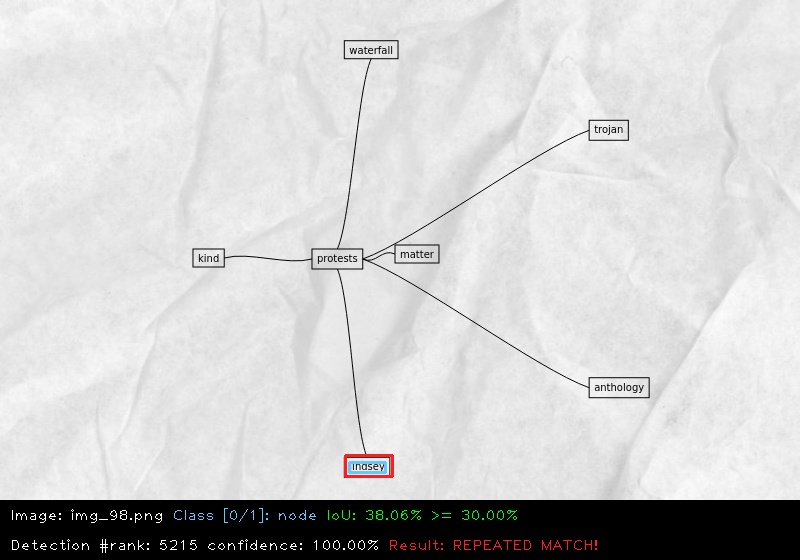 waterfall
trojan
kind
protests
matter
anthology
lindsey
Image: img_98.png Class [0/1]: node IoU: 38.06% >= 30.00%
Detection #rank: 5215 confidence: 100.00% Result: REPEATED MATCH!